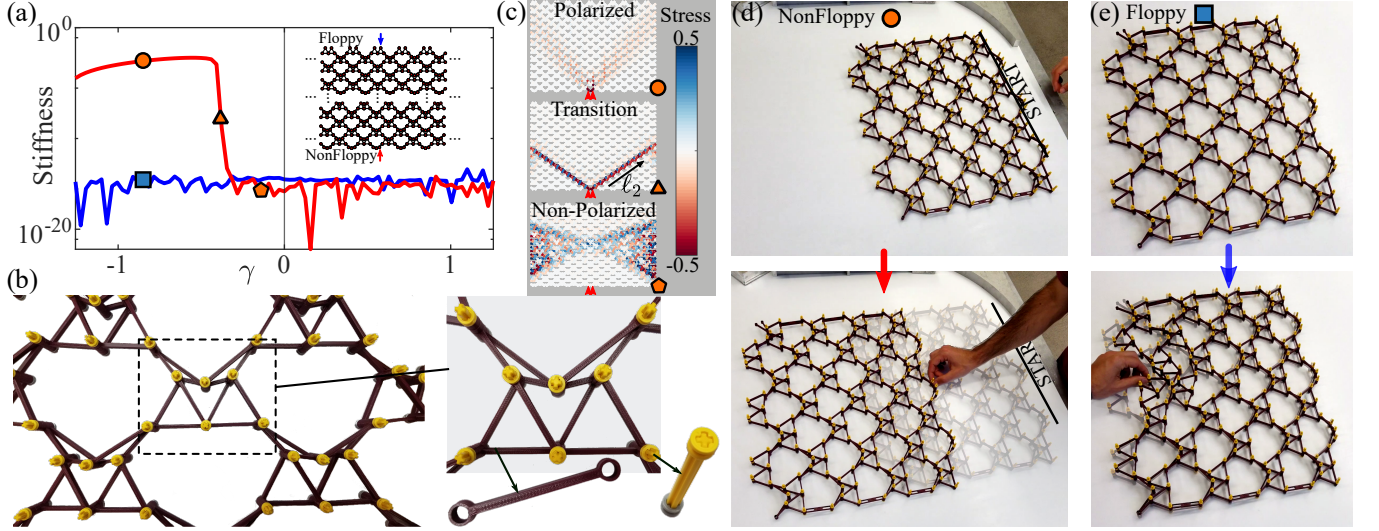 (a)
10^0
Stiffness
10^-20
-1
γ
0
1
Floppy
NonFloppy
(b)
(c)
Polarized
Stress
0.5
Transition
ℓ_2
Non-Polarized
-0.5
(d)
NonFloppy
START
START
(e)
Floppy